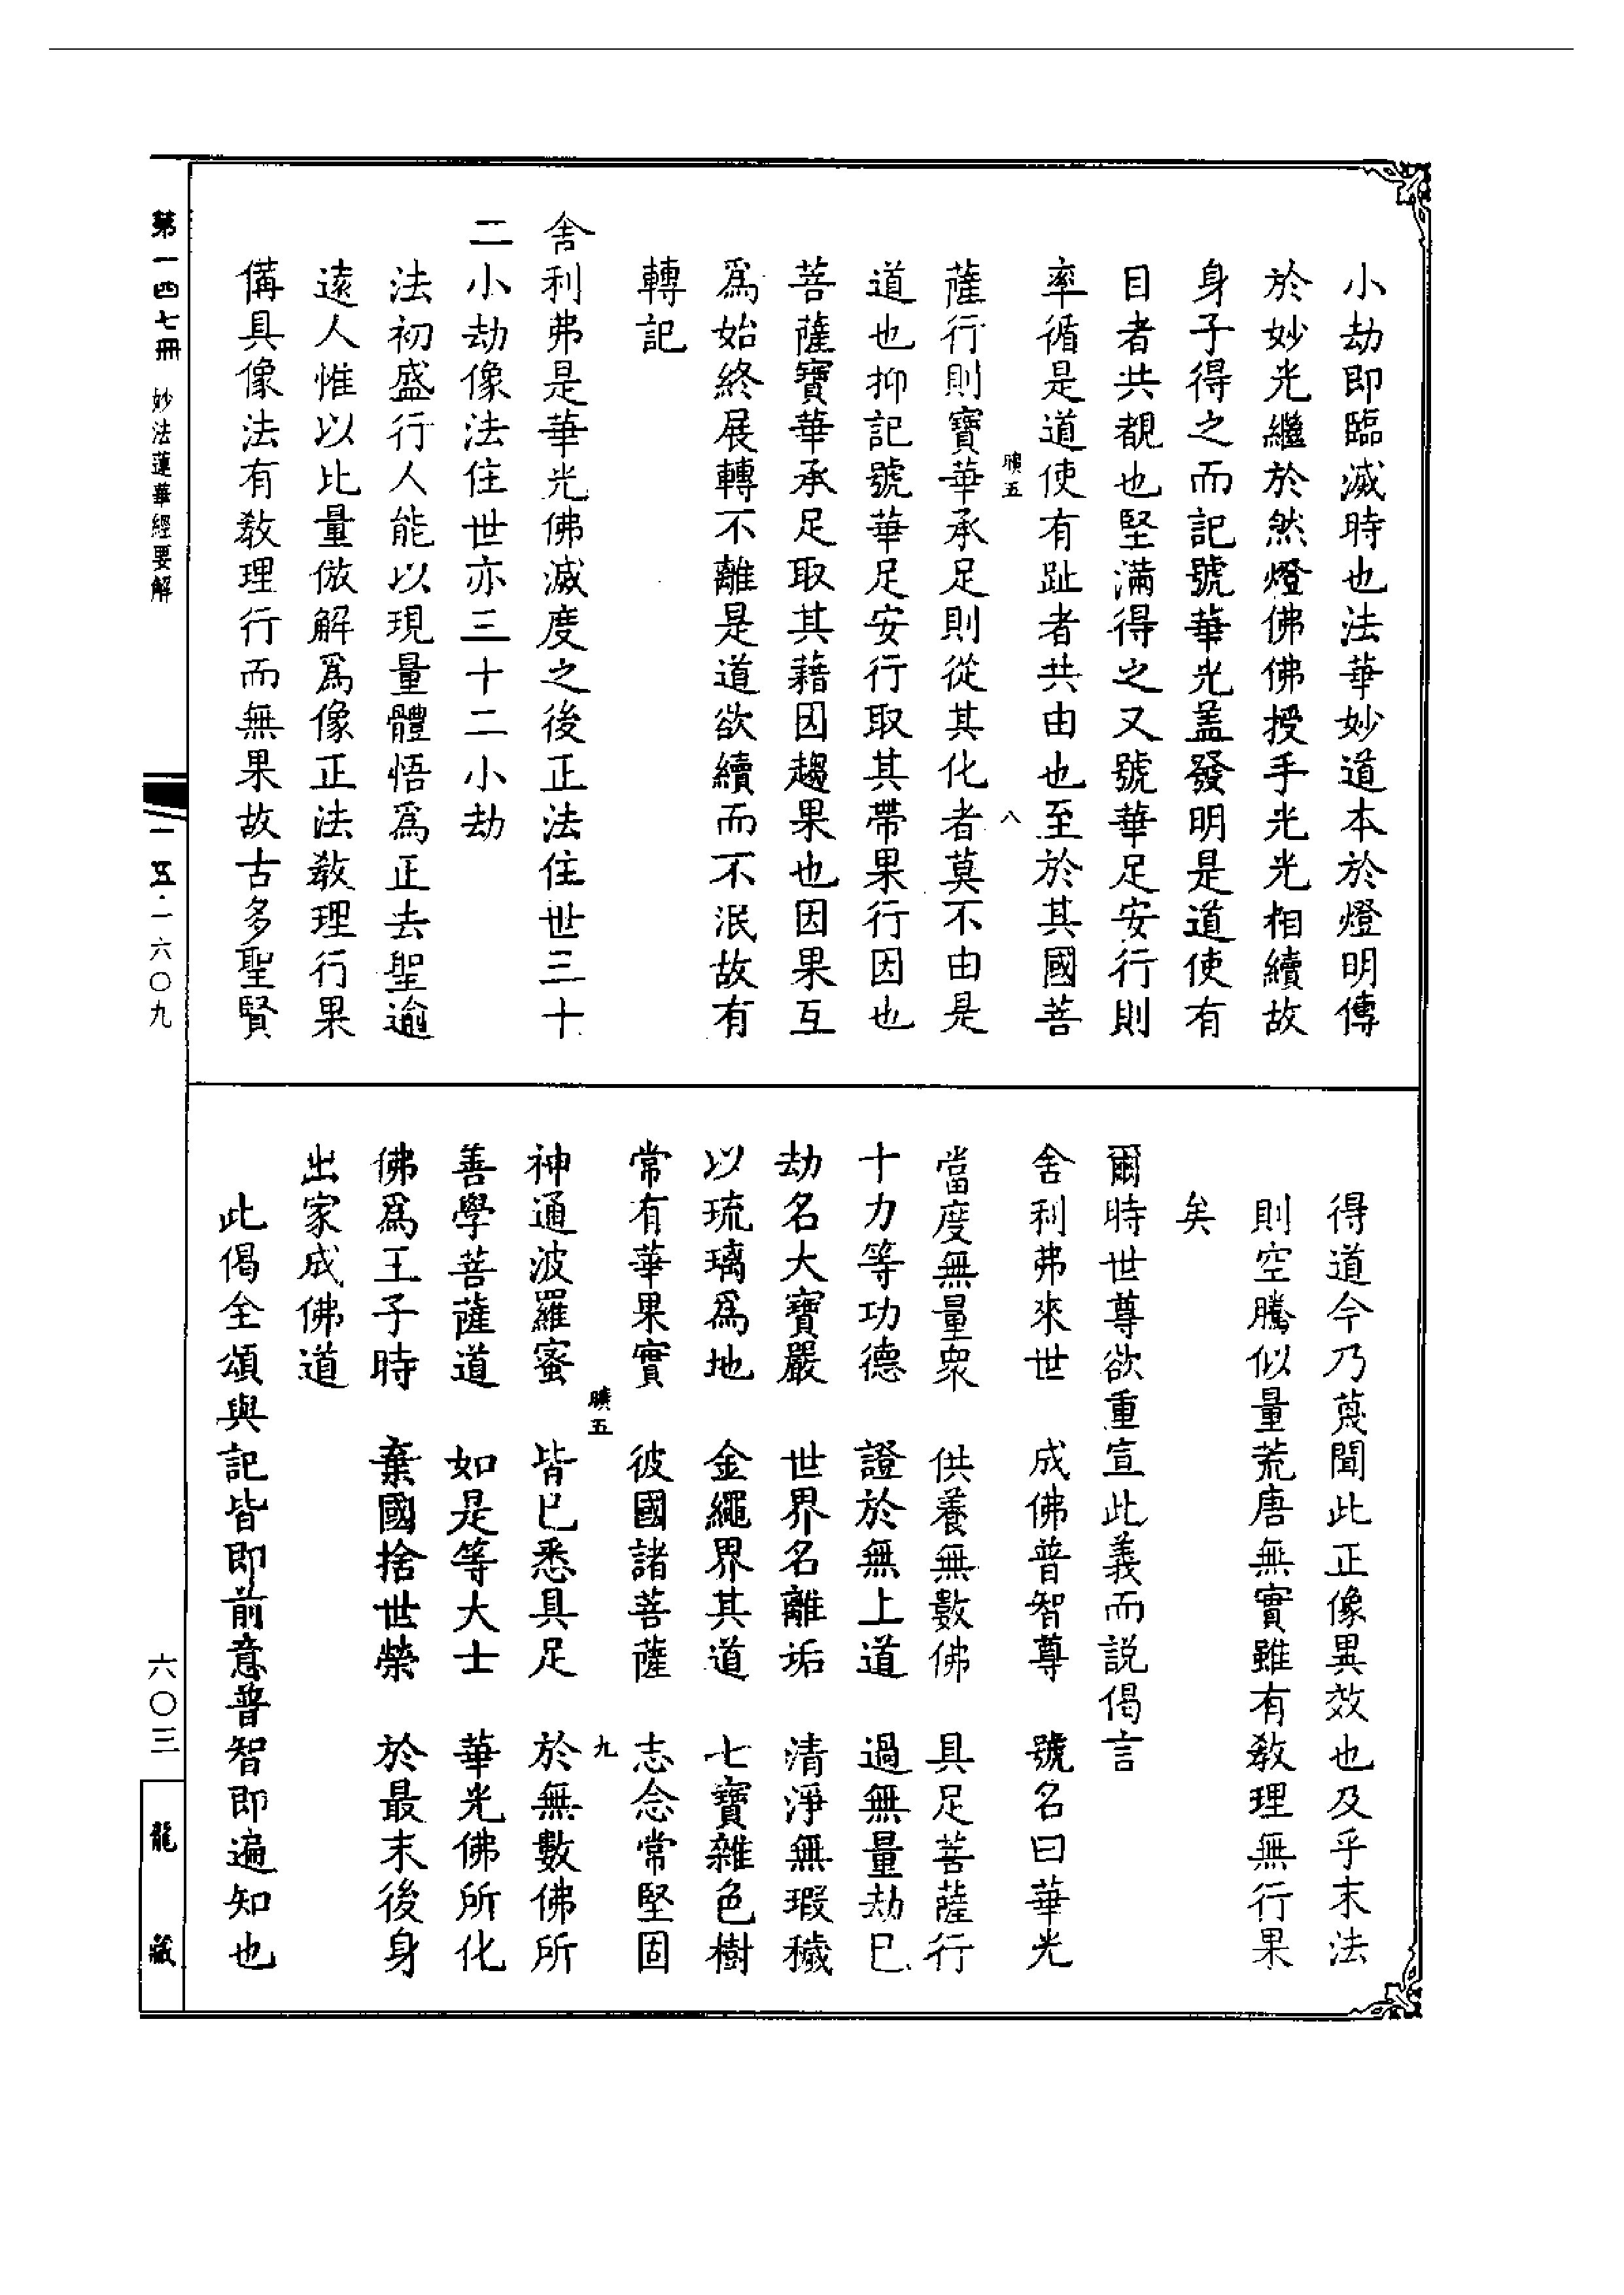 小劫即臨滅時也法華妙道本於燈明傳
於妙光繼於然燈佛佛授手光光相續故
身子得之而記號華光盖發明是道使有
目者共覩也堅滿得之又號華足安行則
率循是道使有趾者共由也至於其國菩
曠五
八
薩行則寶華承足則從其化者莫不由是
道也抑記號華足安行取其帶果行因也
菩薩寶華承足取其藉因趨果也因果互
爲始終展轉不離是道欲續而不泯故有
轉記
舍利弗是華光佛滅度之後正法住世三十
二小劫像法住世亦三十二小劫
法初盛行人能以現量體悟爲正去聖逾
遠人惟以比量倣解爲像正法教理行果
備具像法有教理行而無果故古多聖賢
得道今乃蔑聞此正像異效也及乎末法
則空騰似量荒唐無實雖有教理無行果
矣
爾時世尊欲重宣此義而説偈言
舍利弗來世 成佛普智尊 號名曰華光
當度無量衆 供養無數佛 具足菩薩行
十力等功德 證於無上道 過無量劫已
劫名大寶嚴 世界名離垢 清淨無瑕穢
以琉璃爲地 金繩界其道 七寶雜色樹
常有華果實 彼國諸菩薩 志念常堅固
曠五
九
神通波羅蜜 皆已悉具足 於無數佛所
善學菩薩道 如是等大士 華光佛所化
佛爲王子時 棄國捨世榮 於最末後身
出家成佛道
此偈全頌與記皆即前意普智即遍知也
第一四七冊 妙法蓮華經要解
一五·一六〇九
六〇三
龍藏